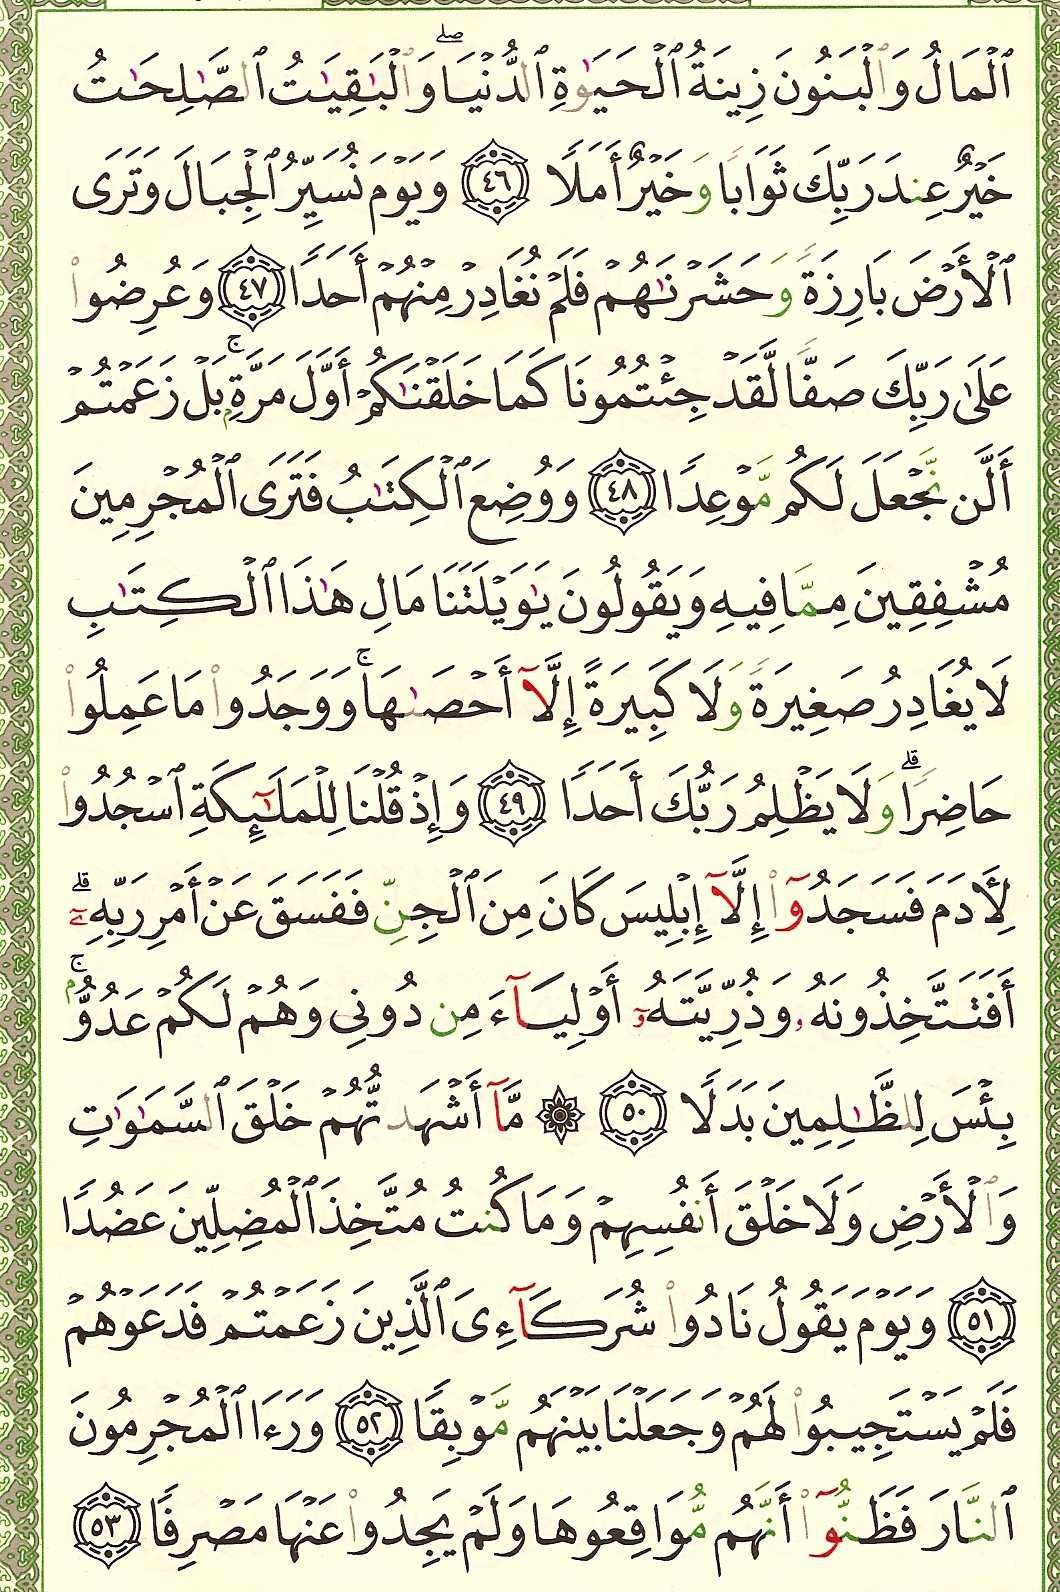 ٱلْمَالُ وَٱلْبَنُونَ زِينَةُ ٱلْحَيَوٰةِ ٱلدُّنْيَا ۖ وَٱلْبَٰقِيَٰتُ ٱلصَّٰلِحَٰتُ
خَيْرٌ عِندَ رَبِّكَ ثَوَابًا وَخَيْرٌ أَمَلًا ٤٦ وَيَوْمَ نُسَيِّرُ ٱلْجِبَالَ وَتَرَى
ٱلْأَرْضَ بَارِزَةً وَحَشَرْنَٰهُمْ فَلَمْ نُغَادِرْ مِنْهُمْ أَحَدًا ٤٧ وَعُرِضُوا۟
عَلَىٰ رَبِّكَ صَفًّا لَّقَدْ جِئْتُمُونَا كَمَا خَلَقْنَٰكُمْ أَوَّلَ مَرَّةٍۭ ۚ بَلْ زَعَمْتُمْ
أَلَّن نَّجْعَلَ لَكُم مَّوْعِدًا ٤٨ وَوُضِعَ ٱلْكِتَٰبُ فَتَرَى ٱلْمُجْرِمِينَ
مُشْفِقِينَ مِمَّا فِيهِ وَيَقُولُونَ يَٰوَيْلَتَنَا مَالِ هَٰذَا ٱلْكِتَٰبِ
لَا يُغَادِرُ صَغِيرَةً وَلَا كَبِيرَةً إِلَّآ أَحْصَىٰهَا ۚ وَوَجَدُوا۟ مَا عَمِلُوا۟
حَاضِرًا ۗ وَلَا يَظْلِمُ رَبُّكَ أَحَدًا ٤٩ وَإِذْ قُلْنَا لِلْمَلَٰٓئِكَةِ ٱسْجُدُوا۟
لِأَدَمَ فَسَجَدُوٓا۟ إِلَّآ إِبْلِيسَ كَانَ مِنَ ٱلْجِنِّ فَفَسَقَ عَنْ أَمْرِ رَبِّهِۦٓ ۗ
أَفَتَتَّخِذُونَهُۥ وَذُرِّيَّتَهُۥٓ أَوْلِيَآءَ مِن دُونِى وَهُمْ لَكُمْ عَدُوٌّۢ ۚ
بِئْسَ لِلظَّٰلِمِينَ بَدَلًا ٥٠ ۞ مَّآ أَشْهَدتُّهُمْ خَلْقَ ٱلسَّمَٰوَٰتِ
وَٱلْأَرْضِ وَلَا خَلْقَ أَنفُسِهِمْ وَمَا كُنتُ مُتَّخِذَ ٱلْمُضِلِّينَ عَضُدًا
٥١ وَيَوْمَ يَقُولُ نَادُوا۟ شُرَكَآءِىَ ٱلَّذِينَ زَعَمْتُمْ فَدَعَوْهُمْ
فَلَمْ يَسْتَجِيبُوا۟ لَهُمْ وَجَعَلْنَا بَيْنَهُم مَّوْبِقًا ٥٢ وَرَءَا ٱلْمُجْرِمُونَ
ٱلنَّارَ فَظَنُّوٓا۟ أَنَّهُم مُّوَاقِعُوهَا وَلَمْ يَجِدُوا۟ عَنْهَا مَصْرِفًا ٥٣